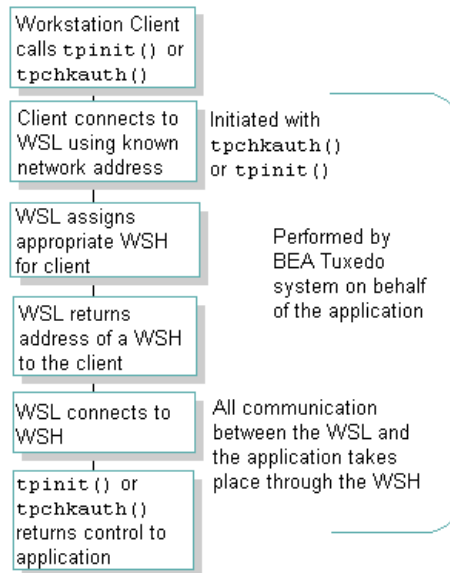 Workstation Client
calls tpinit() or
tpchkauth()
Client connects to
WSL using known
network address
Initiated with
tpchkauth()
or tpinit()
WSL assigns
appropriate WSH
for client
Performed by
BEA Tuxedo
system on behalf
of the application
WSL returns
address of a WSH
to the client
WSL connects to
WSH
All communication
between the WSL and
the application takes
place through the WSH
tpinit() or
tpchkauth()
returns control to
application